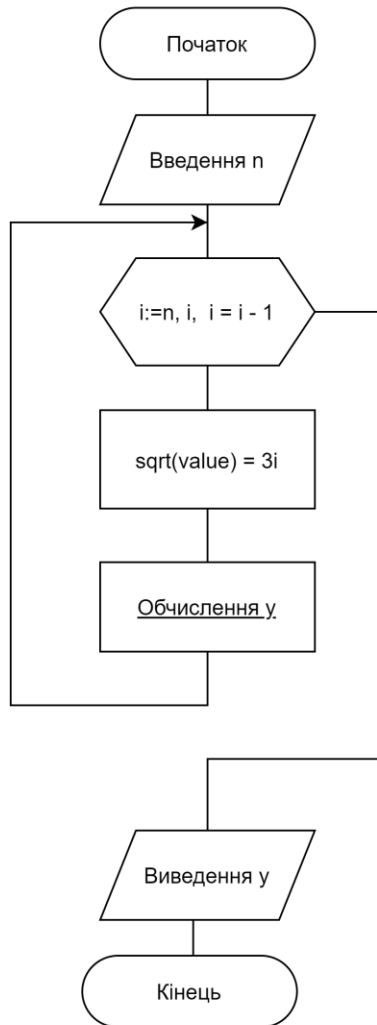 Початок
Введення n
i:=n, i, i = i - 1
sqrt(value) = 3i
Обчислення y
Виведення y
Кінець